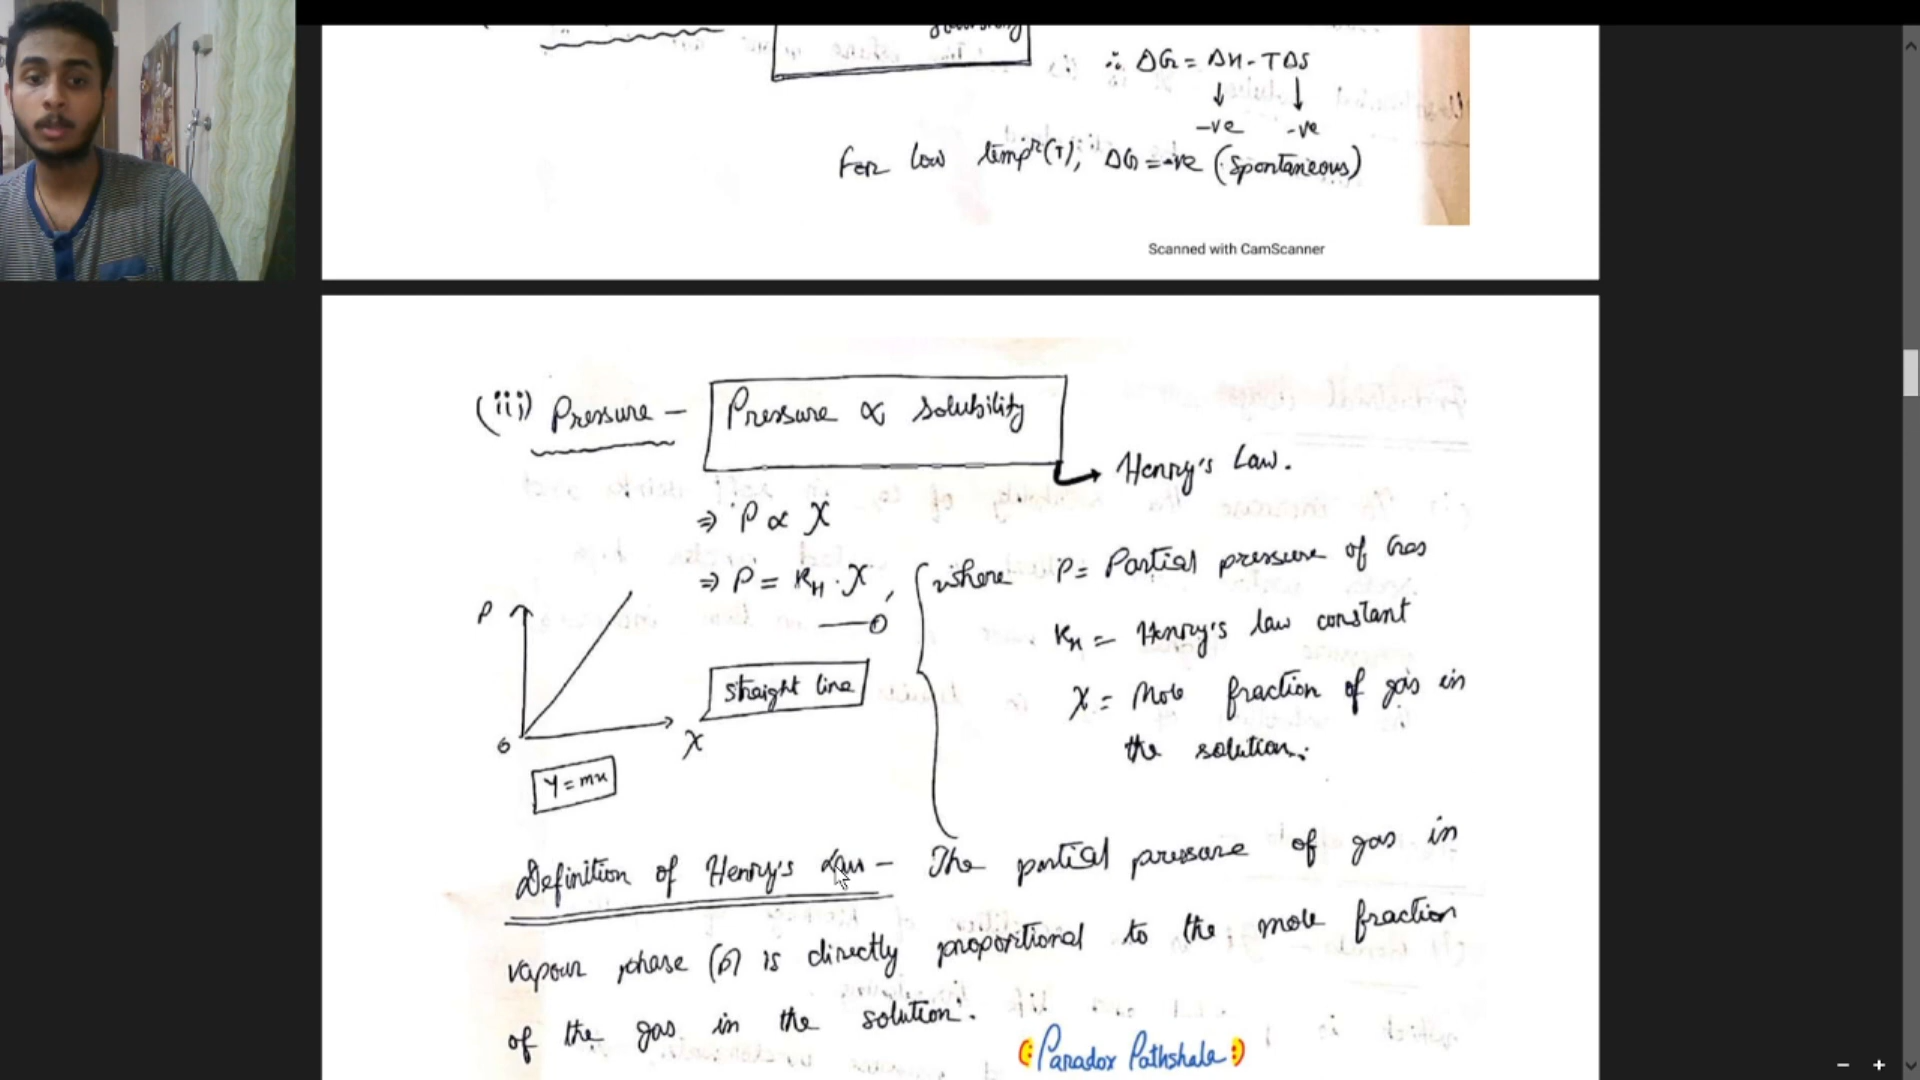 ∴ ΔG = ΔH - TΔS
↓ ↓
-ve -ve
For low tempr(T), ΔG = -ve (Spontaneous)
Scanned with CamScanner
(iii) Pressure - Pressure ∝ solubility
→ Henry's Law.
⇒ P ∝ X
⇒ P = KH . X, where P = Partial pressure of Gas
—①
KH = Henry's law constant
X = Mole fraction of gas in
the solution.
P
Straight line
0
X
Y = mx
Definition of Henry's Law - The partial pressure of gas in
vapour phase (P) is directly proportional to the mole fraction
of the gas in the solution.
(: Paradox Pathshala :)
- +